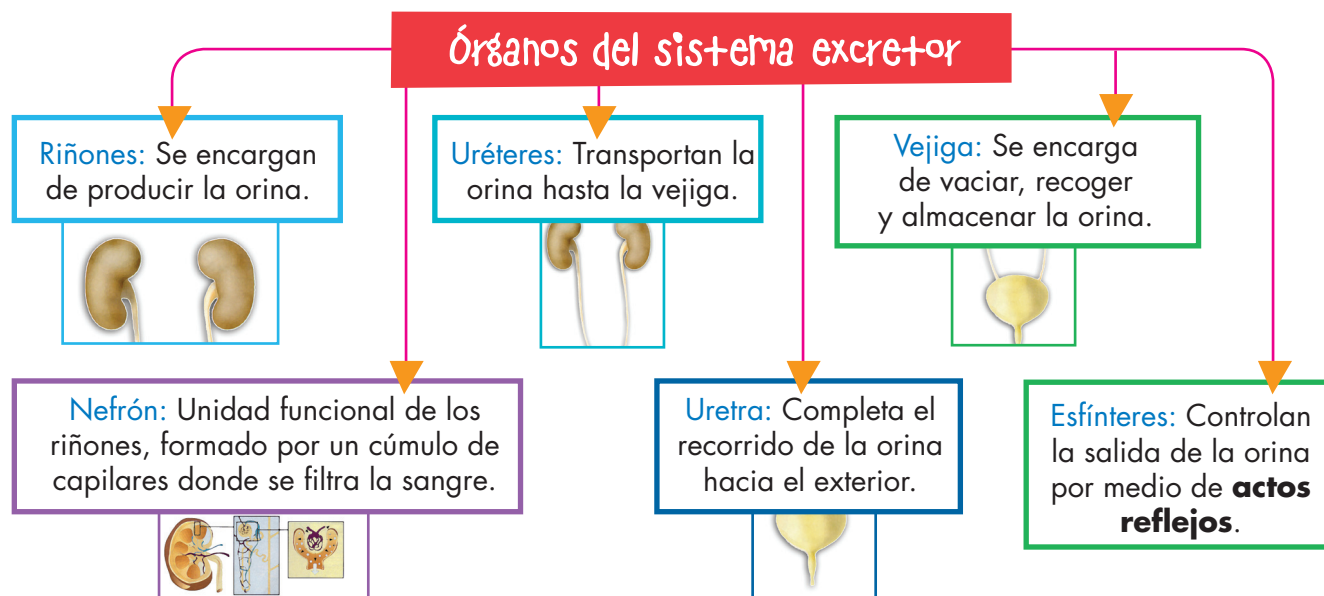 Órganos del sistema excretor
Riñones: Se encargan
de producir la orina.
Uréteres: Transportan la
orina hasta la vejiga.
Vejiga: Se encarga
de vaciar, recoger
y almacenar la orina.
Nefrón: Unidad funcional de los
riñones, formado por un cúmulo de
capilares donde se filtra la sangre.
Uretra: Completa el
recorrido de la orina
hacia el exterior.
Esfínteres: Controlan
la salida de la orina
por medio de actos
reflejos.